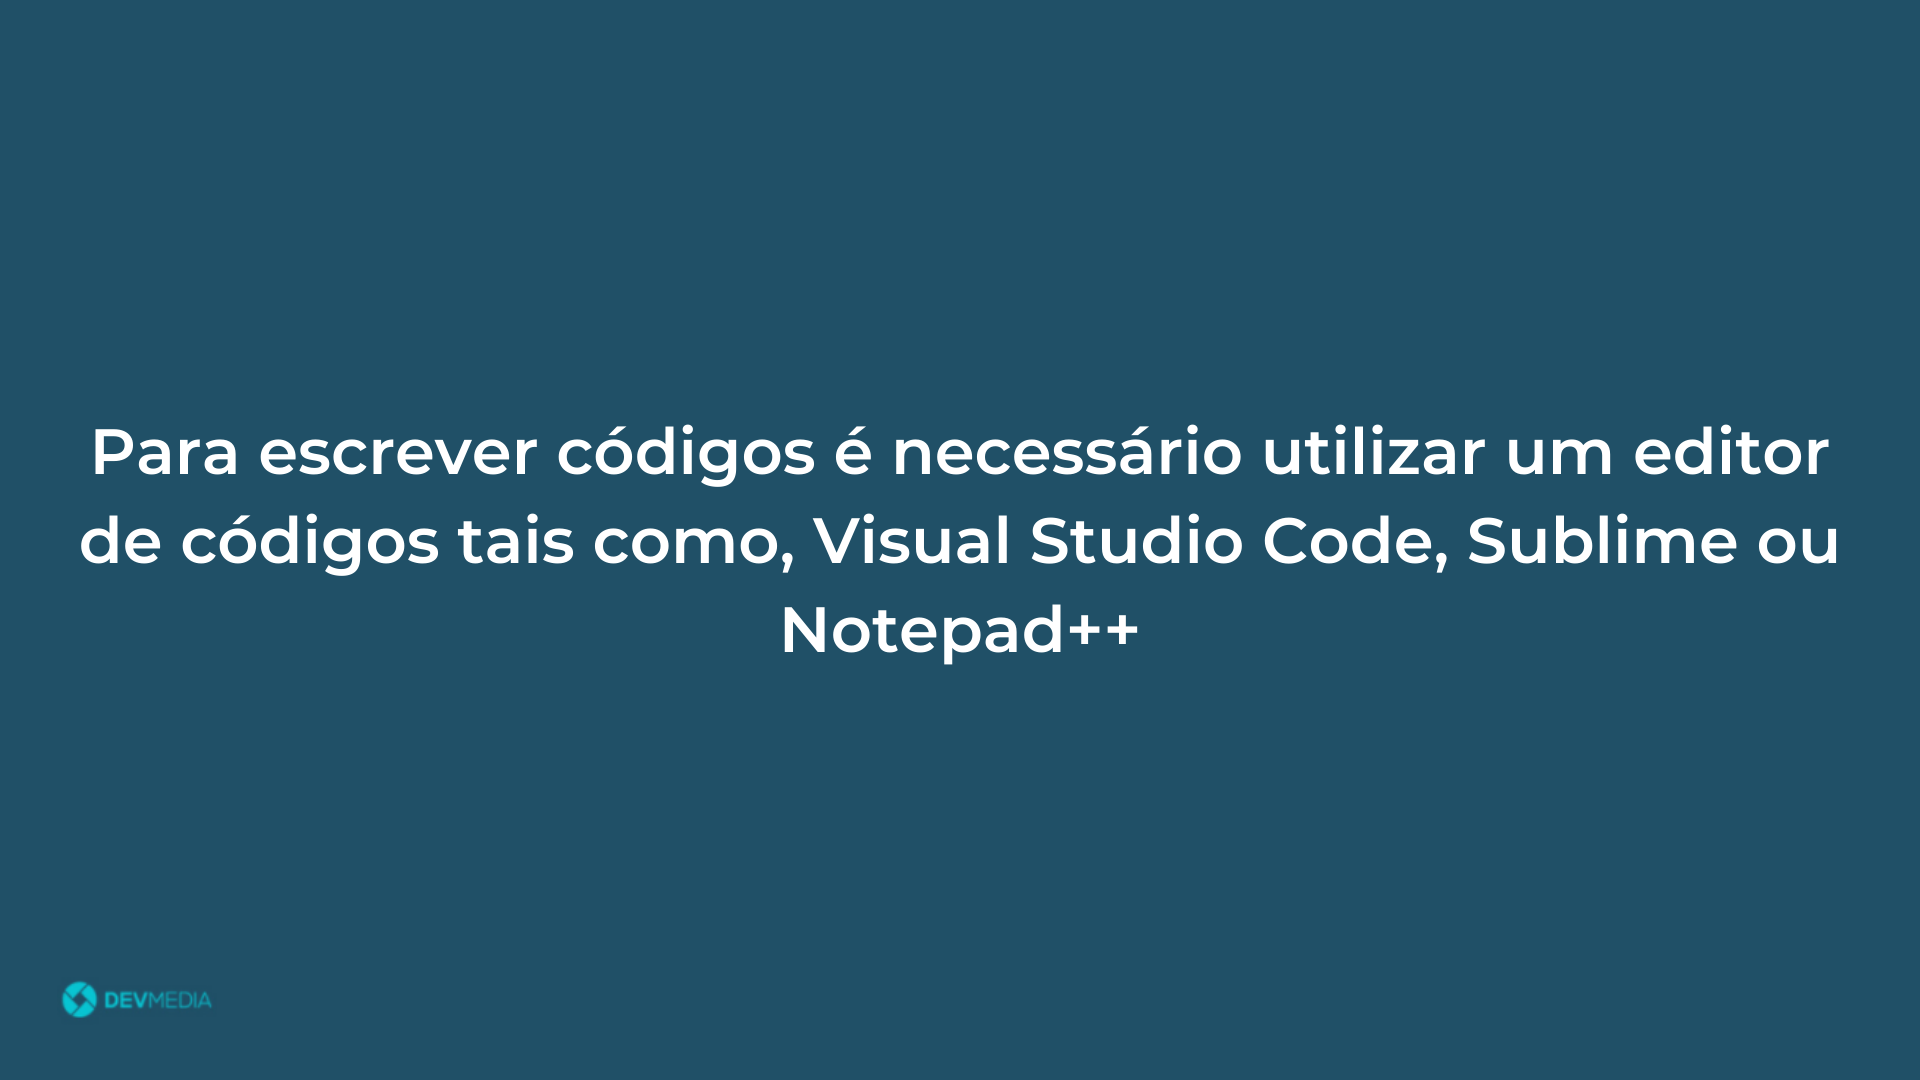 Para escrever códigos é necessário utilizar um editor
de códigos tais como, Visual Studio Code, Sublime ou
Notepad++
DEVMEDIA